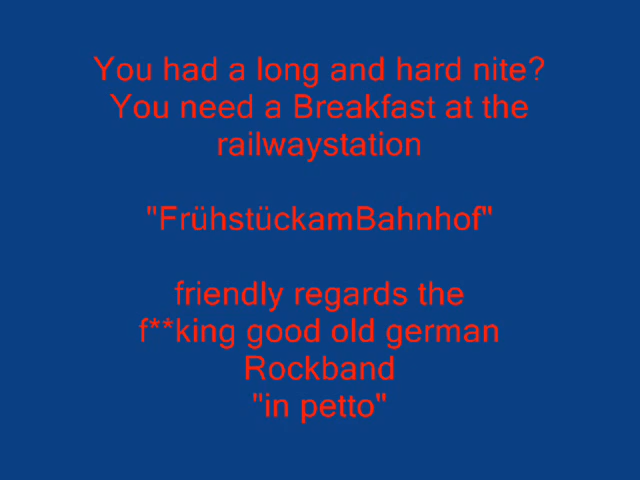 You had a long and hard nite?
You need a Breakfast at the
railwaystation
"FrühstückamBahnhof"
friendly regards the
f**king good old german
Rockband
"in petto"